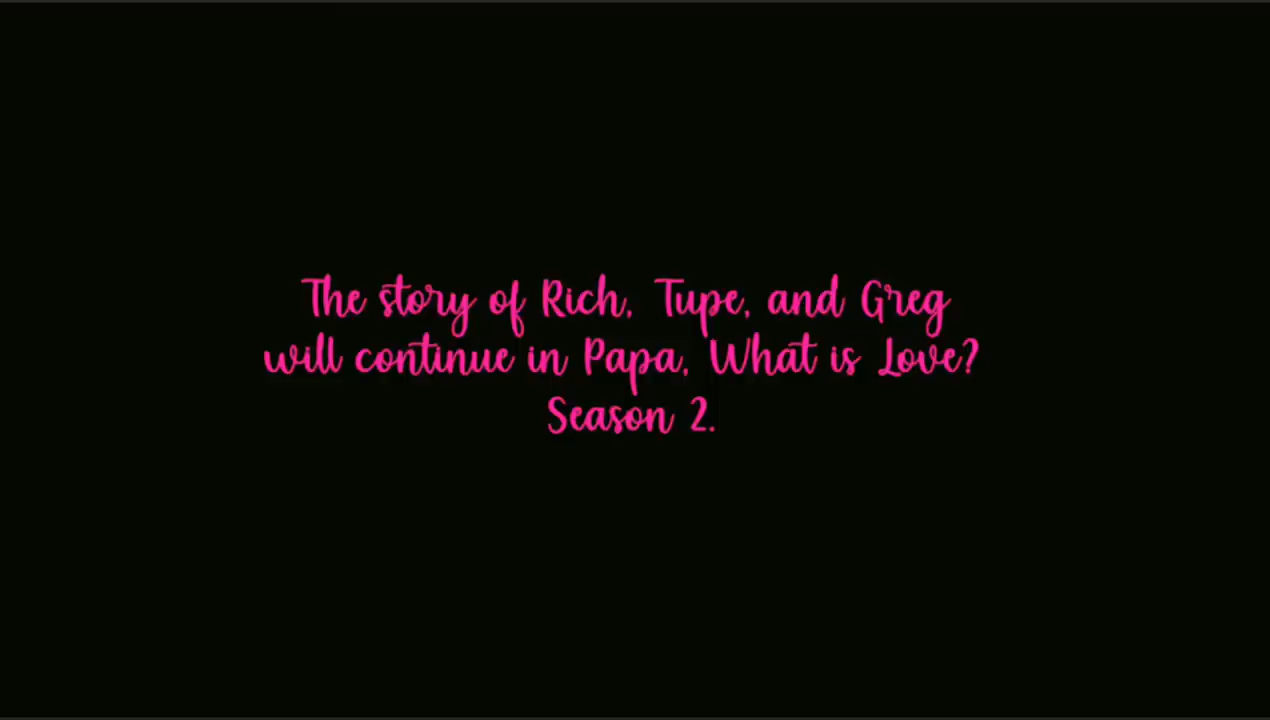 The story of Rich, Tupe, and Greg
will continue in Papa, What is Love?
Season 2.